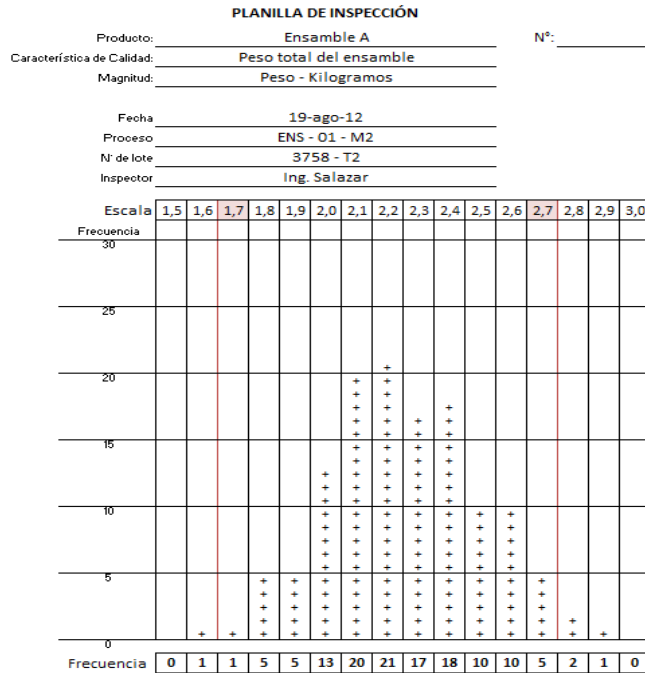 PLANILLA DE INSPECCIÓN
Producto: Ensamble A N°:
Característica de Calidad: Peso total del ensamble
Magnitud: Peso - Kilogramos
Fecha 19-ago-12
Proceso ENS - 01 - M2
N° de lote 3758 - T2
Inspector Ing. Salazar
Escala 1,5 1,6 1,7 1,8 1,9 2,0 2,1 2,2 2,3 2,4 2,5 2,6 2,7 2,8 2,9 3,0
Frecuencia
30
25
20
15
10
5
0
Frecuencia 0 1 1 5 5 13 20 21 17 18 10 10 5 2 1 0